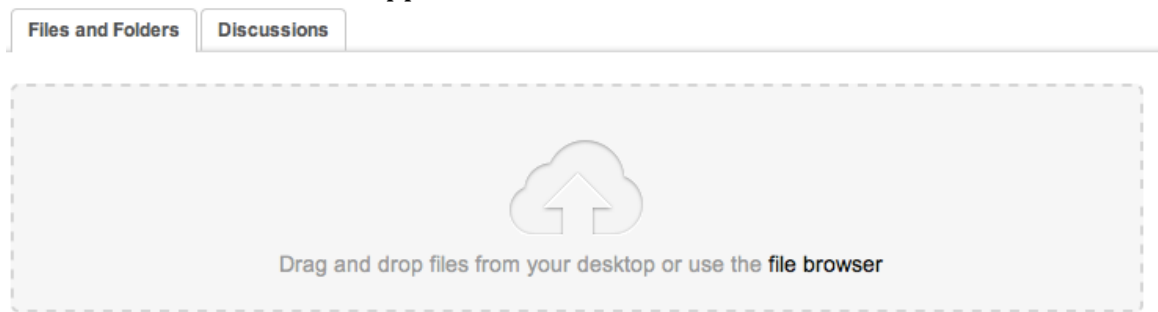 Files and Folders
Discussions
Drag and drop files from your desktop or use the file browser